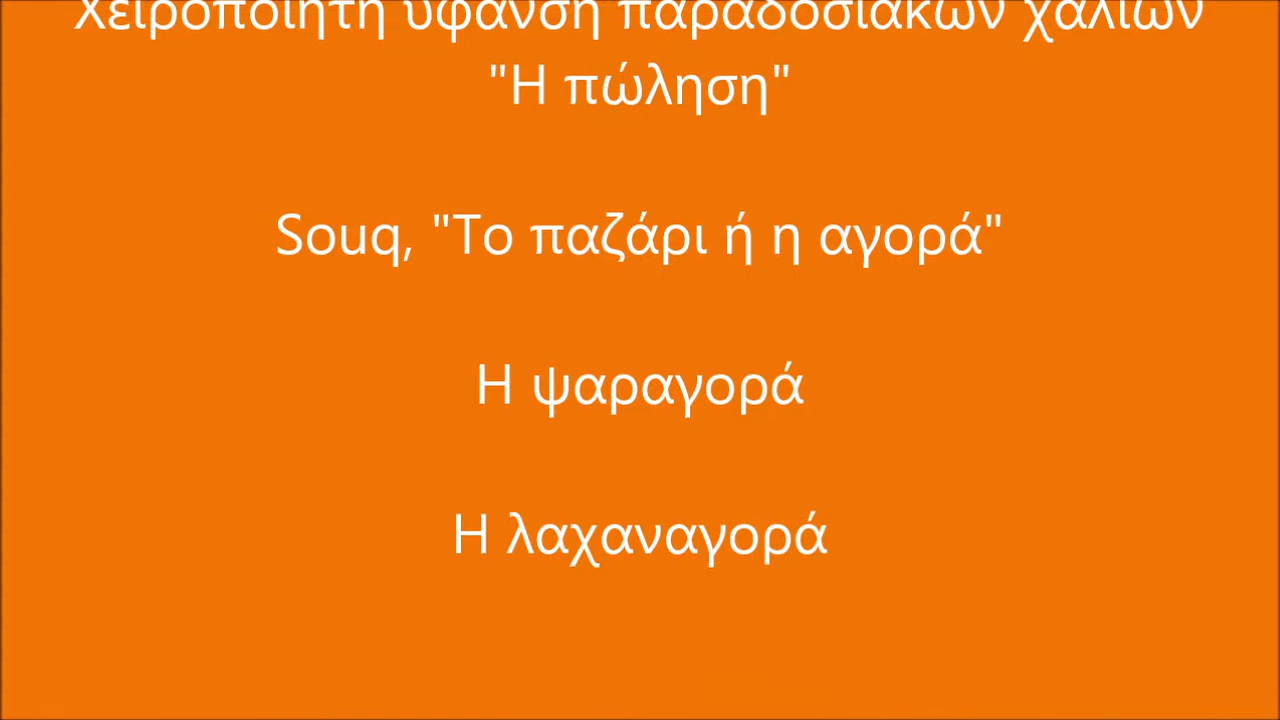 Χειροποίητη ύφανση παραδοσιακών χαλιών
"Η πώληση"
Souq, "Το παζάρι ή η αγορά"
Η ψαραγορά
Η λαχαναγορά